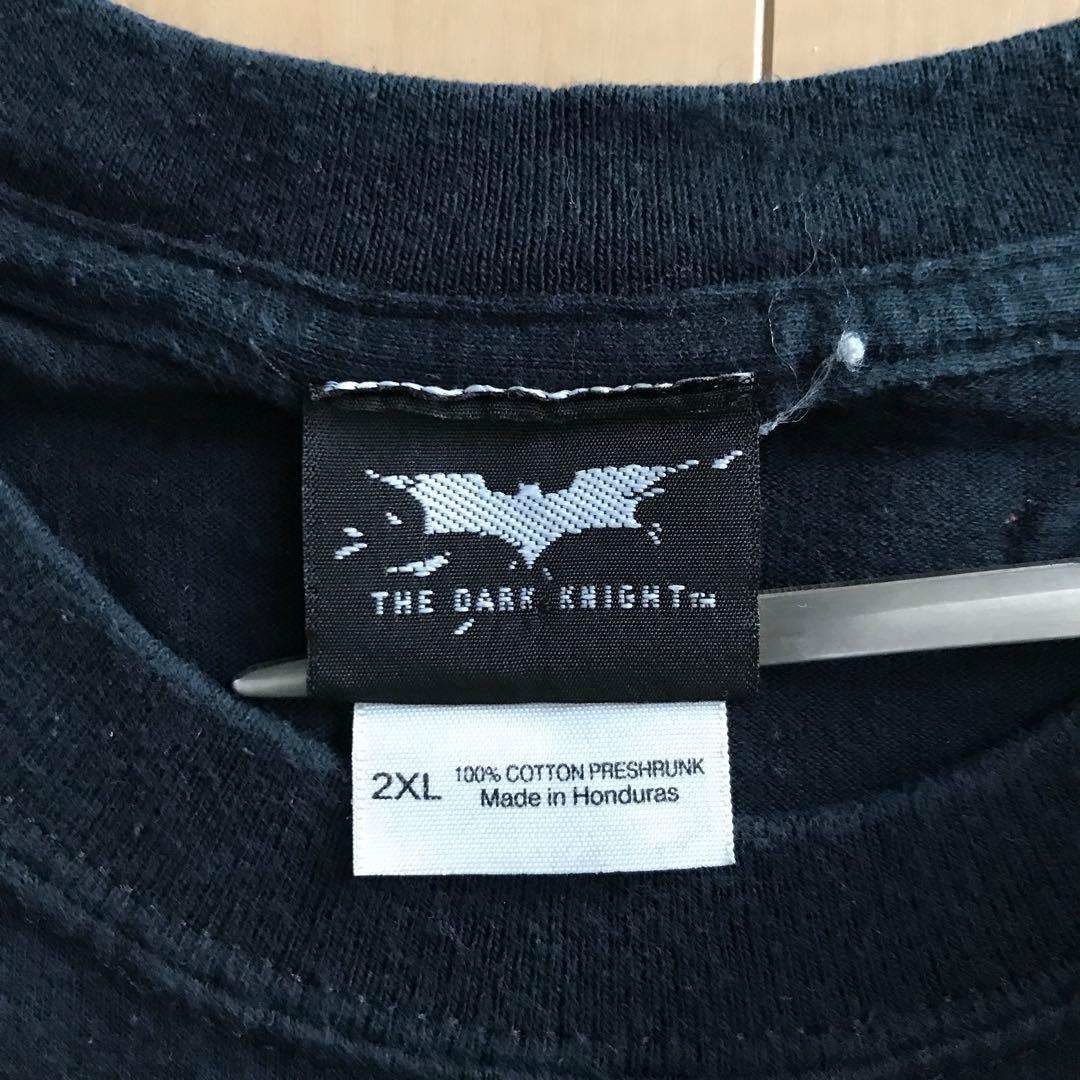 THE DARK KNIGHT™
2XL
100% COTTON PRESHRUNK
Made in Honduras